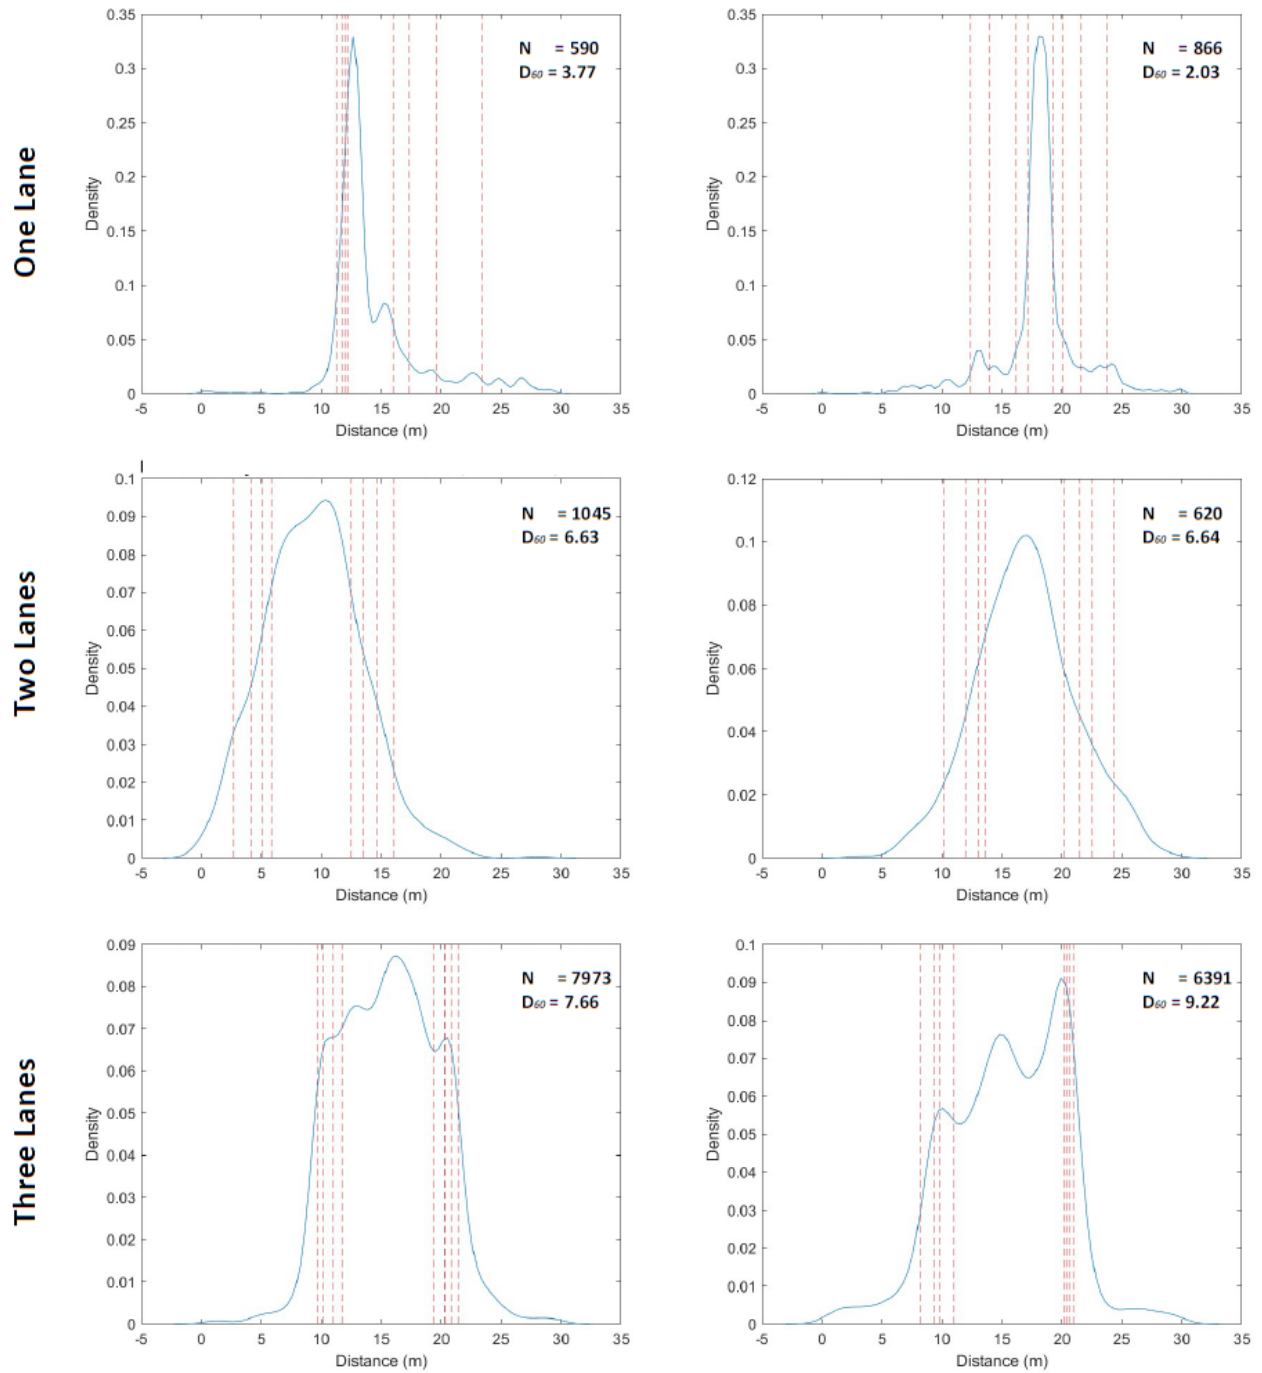 One Lane
0.35
0.3
0.25
0.2
0.15
0.1
0.05
0
Density
N = 590
D60 = 3.77
-5 0 5 10 15 20 25 30 35
Distance (m)
0.35
0.3
0.25
0.2
0.15
0.1
0.05
0
Density
N = 866
D60 = 2.03
-5 0 5 10 15 20 25 30 35
Distance (m)
Two Lanes
0.1
0.09
0.08
0.07
0.06
0.05
0.04
0.03
0.02
0.01
0
Density
N = 1045
D60 = 6.63
-5 0 5 10 15 20 25 30 35
Distance (m)
0.12
0.1
0.08
0.06
0.04
0.02
0
Density
N = 620
D60 = 6.64
-5 0 5 10 15 20 25 30 35
Distance (m)
Three Lanes
0.09
0.08
0.07
0.06
0.05
0.04
0.03
0.02
0.01
0
Density
N = 7973
D60 = 7.66
-5 0 5 10 15 20 25 30 35
Distance (m)
0.1
0.09
0.08
0.07
0.06
0.05
0.04
0.03
0.02
0.01
0
Density
N = 6391
D60 = 9.22
-5 0 5 10 15 20 25 30 35
Distance (m)